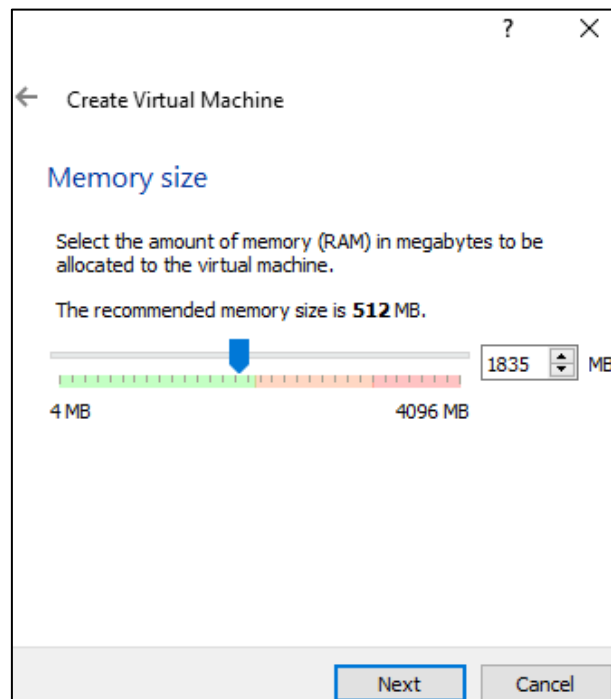 ?
Create Virtual Machine
Memory size
Select the amount of memory (RAM) in megabytes to be
allocated to the virtual machine.
The recommended memory size is 512 MB.
1835 MB
4 MB 4096 MB
Next Cancel